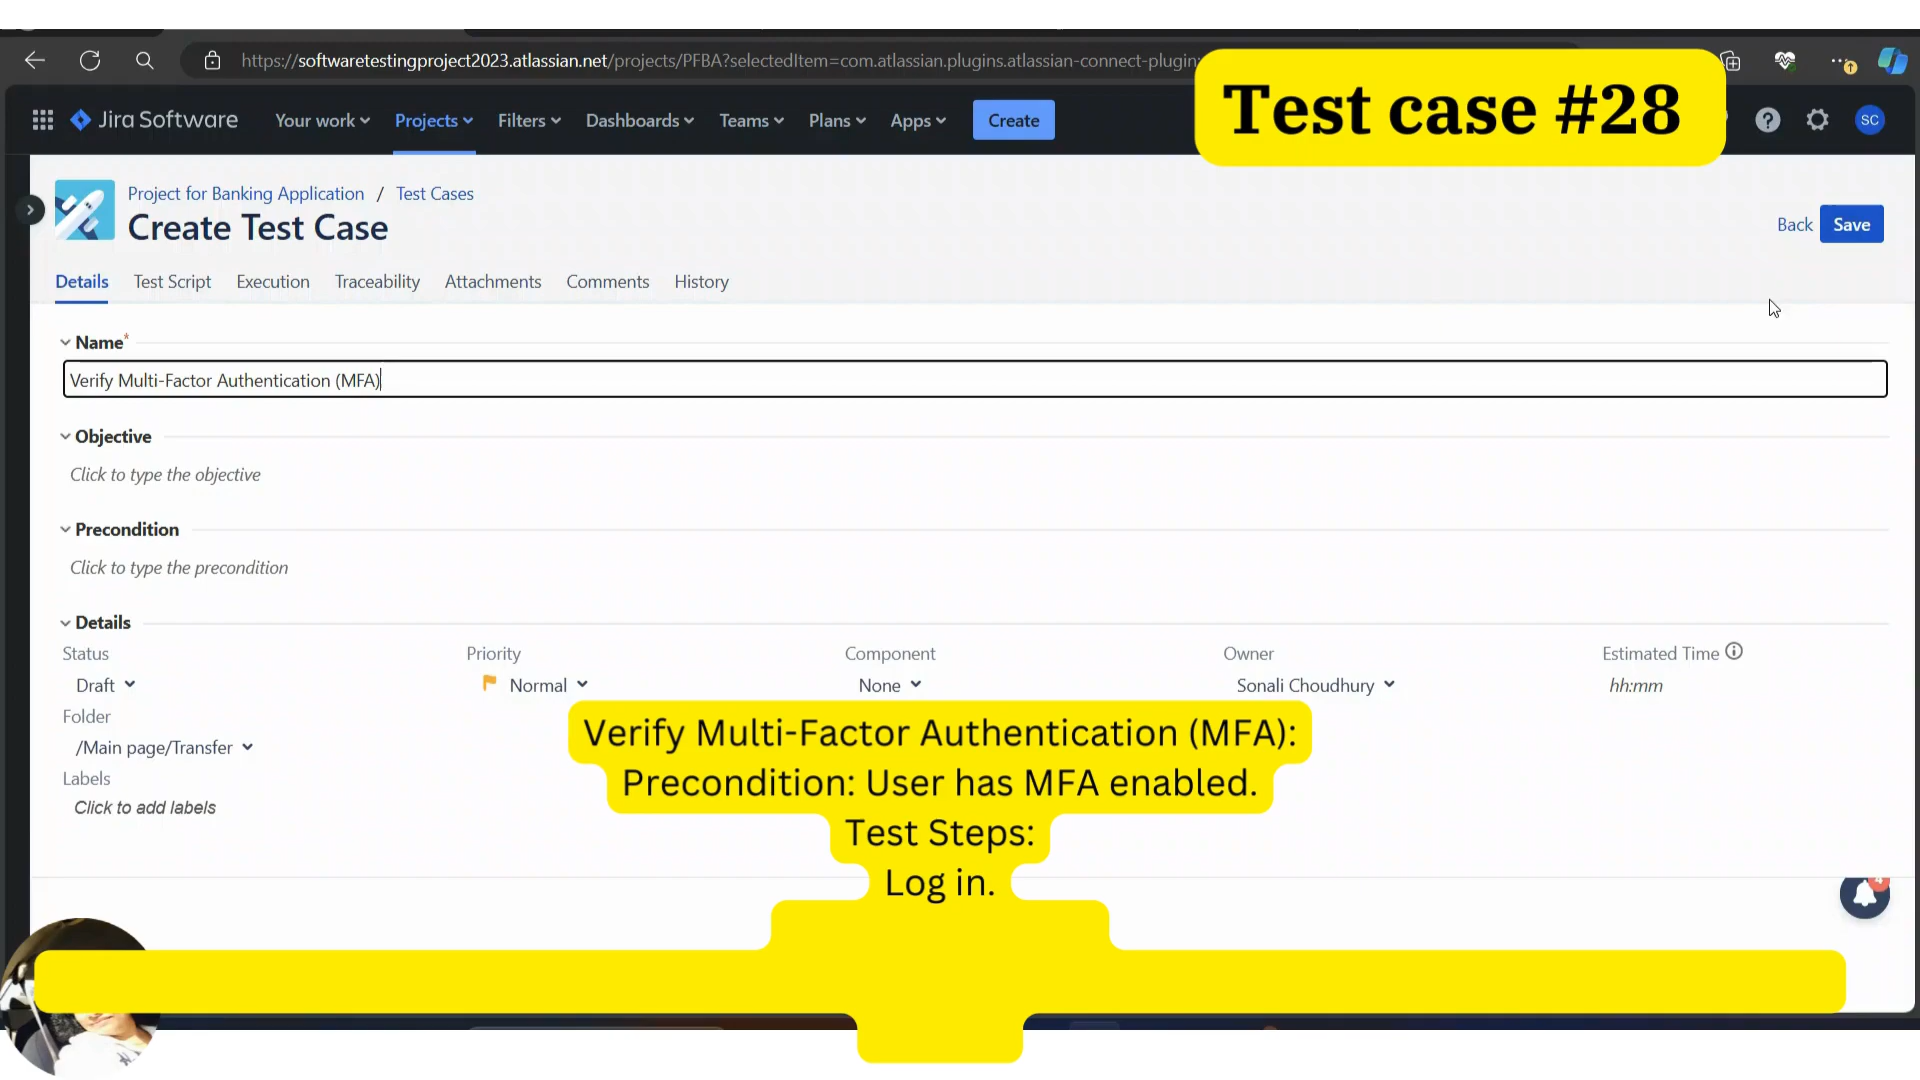 https://softwaretestingproject2023.atlassian.net/projects/PFBA?selectedItem=com.atlassian.plugins.atlassian-connect-plugin:
Test case #28
Jira Software
Your work
Projects
Filters
Dashboards
Teams
Plans
Apps
Create
SC
Project for Banking Application / Test Cases
Create Test Case
Back
Save
Details
Test Script
Execution
Traceability
Attachments
Comments
History
Name*
Verify Multi-Factor Authentication (MFA)
Objective
Click to type the objective
Precondition
Click to type the precondition
Details
Status
Priority
Component
Owner
Estimated Time
Draft
Normal
None
Sonali Choudhury
hh:mm
Folder
/Main page/Transfer
Labels
Click to add labels
Verify Multi-Factor Authentication (MFA):
Precondition: User has MFA enabled.
Test Steps:
Log in.